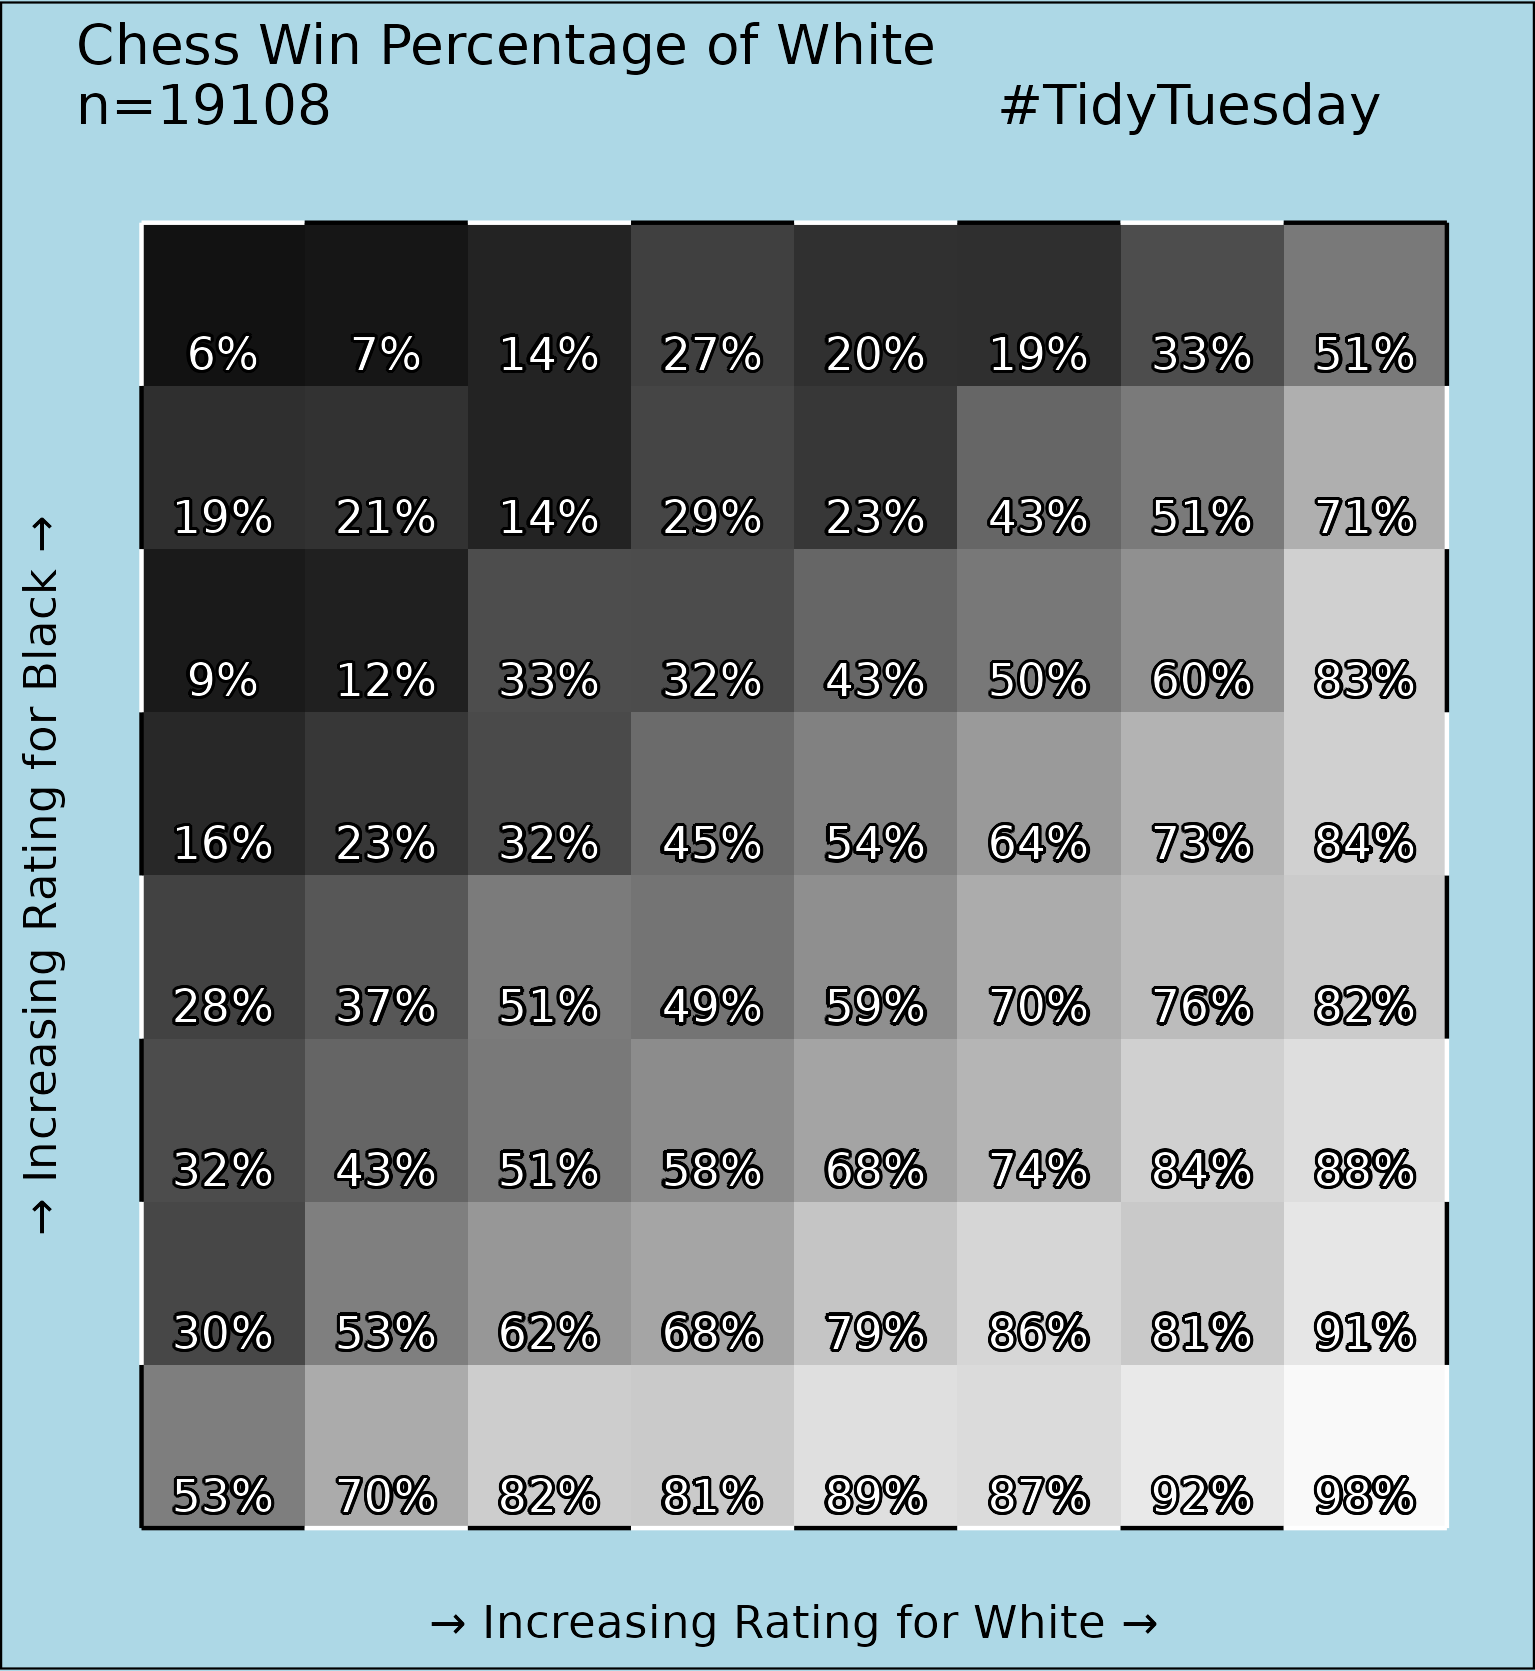 Chess Win Percentage of White
n=19108 #TidyTuesday
6% 7% 14% 27% 20% 19% 33% 51%
19% 21% 14% 29% 23% 43% 51% 71%
9% 12% 33% 32% 43% 50% 60% 83%
16% 23% 32% 45% 54% 64% 73% 84%
28% 37% 51% 49% 59% 70% 76% 82%
32% 43% 51% 58% 68% 74% 84% 88%
30% 53% 62% 68% 79% 86% 81% 91%
53% 70% 82% 81% 89% 87% 92% 98%
→ Increasing Rating for Black →
→ Increasing Rating for White →